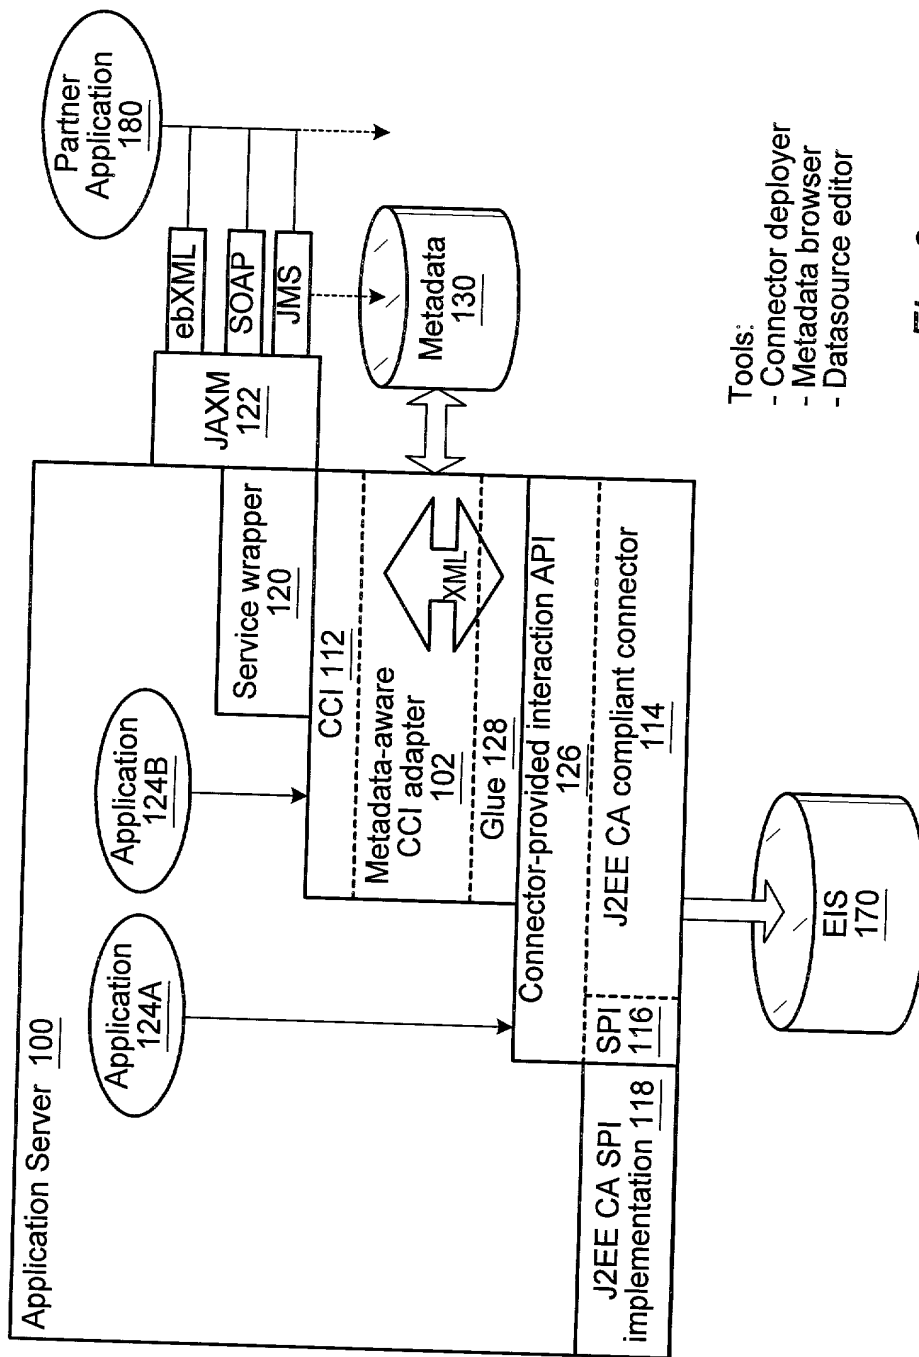 Application Server 100
Application
124A
Application
124B
Partner
Application
180
ebXML
SOAP
JMS
JAXM
122
Service wrapper
120
CCI 112
Metadata-aware
CCI adapter
102
XML
Glue 128
Metadata
130
Connector-provided interaction API
126
J2EE CA compliant connector
114
SPI
116
J2EE CA SPI
implementation 118
EIS
170
Tools:
- Connector deployer
- Metadata browser
- Datasource editor